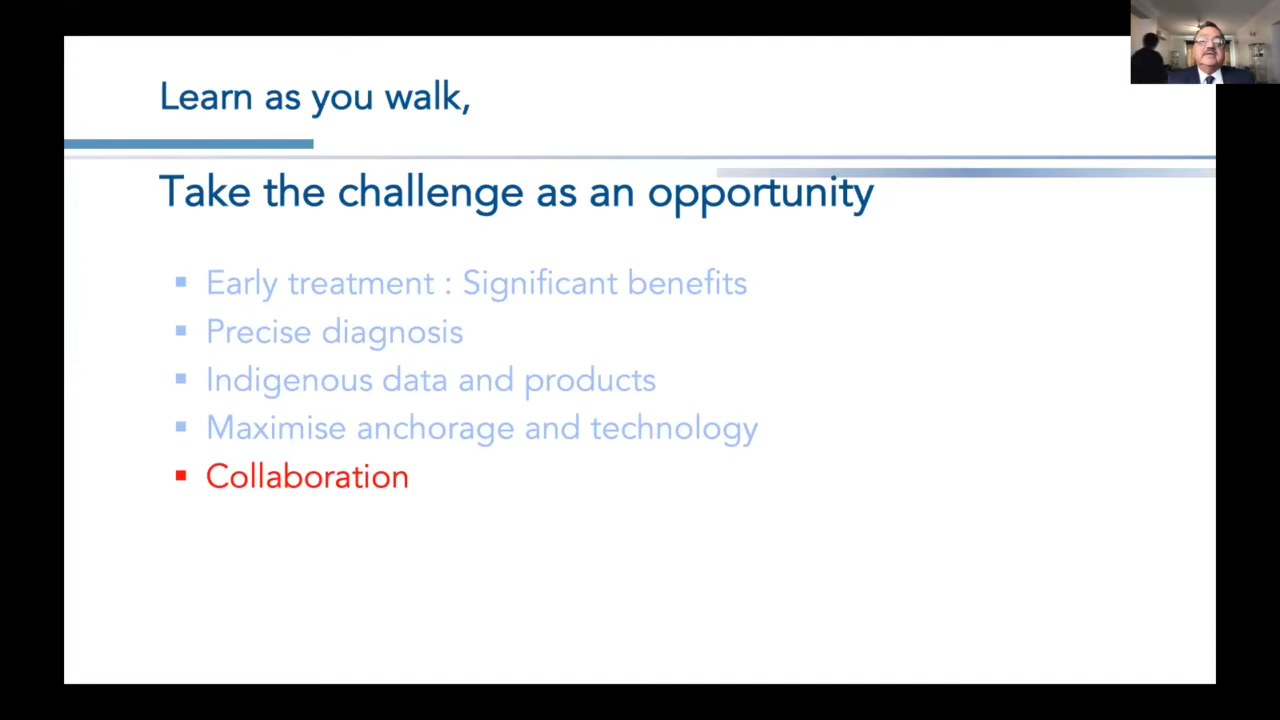 Learn as you walk,
Take the challenge as an opportunity
▪ Early treatment : Significant benefits
▪ Precise diagnosis
▪ Indigenous data and products
▪ Maximise anchorage and technology
▪ Collaboration